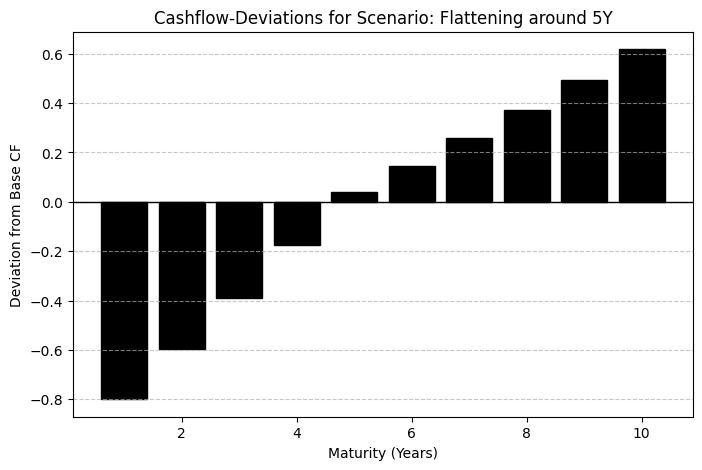 Cashflow-Deviations for Scenario: Flattening around 5Y
Deviation from Base CF
0.6
0.4
0.2
0.0
−0.2
−0.4
−0.6
−0.8
2 4 6 8 10
Maturity (Years)